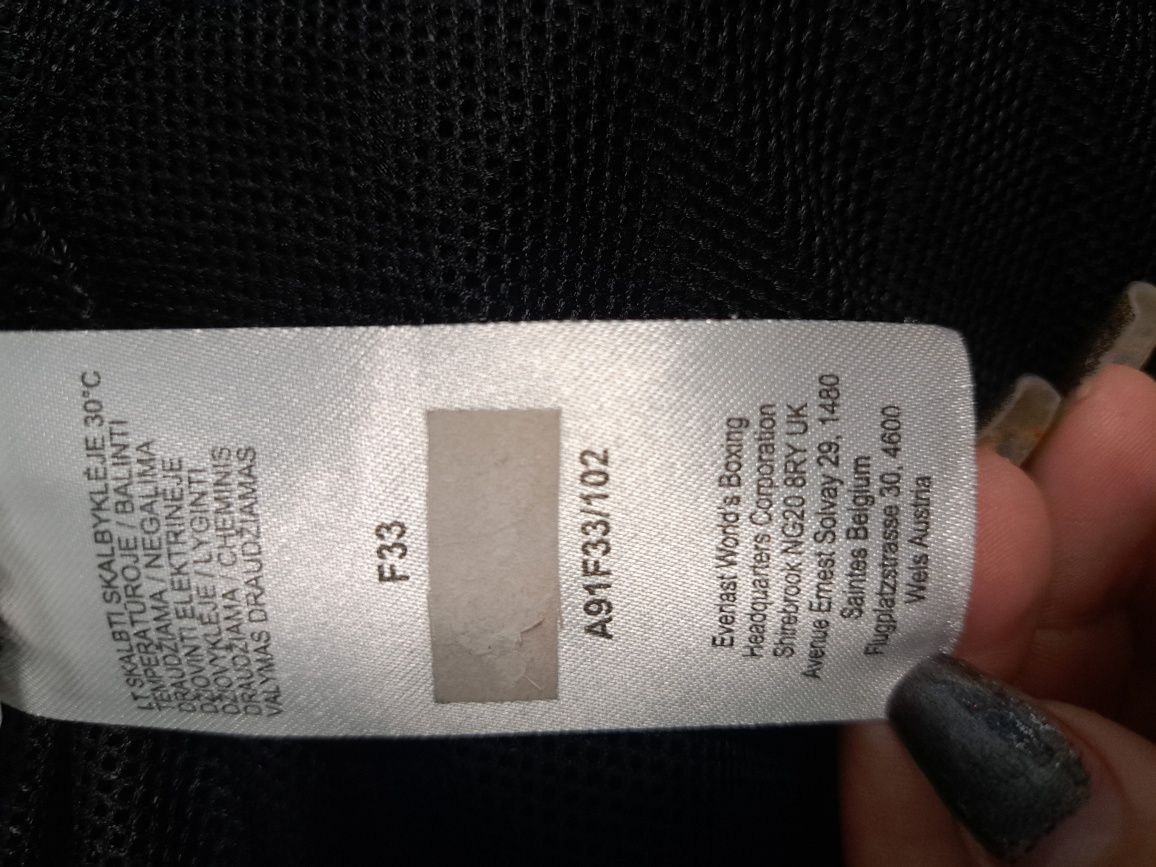 LT SKALBTI SKALBYKLĖJE 30°C
TEMPERATŪROJE / BALINTI
DRAUDŽIAMA / NEGALIMA
DŽIOVINTI ELEKTRINĖJE
DŽIOVYKLĖJE / LYGINTI
DRAUDŽIAMA / CHEMINIS
VALYMAS DRAUDŽIAMAS
F33
A91F33/102
Everlast World's Boxing
Headquarters Corporation
Shirebrook NG20 8RY UK
Avenue Ernest Solvay 29, 1480
Saintes Belgium
Flugplatzstrasse 30, 4600
Wels Austria